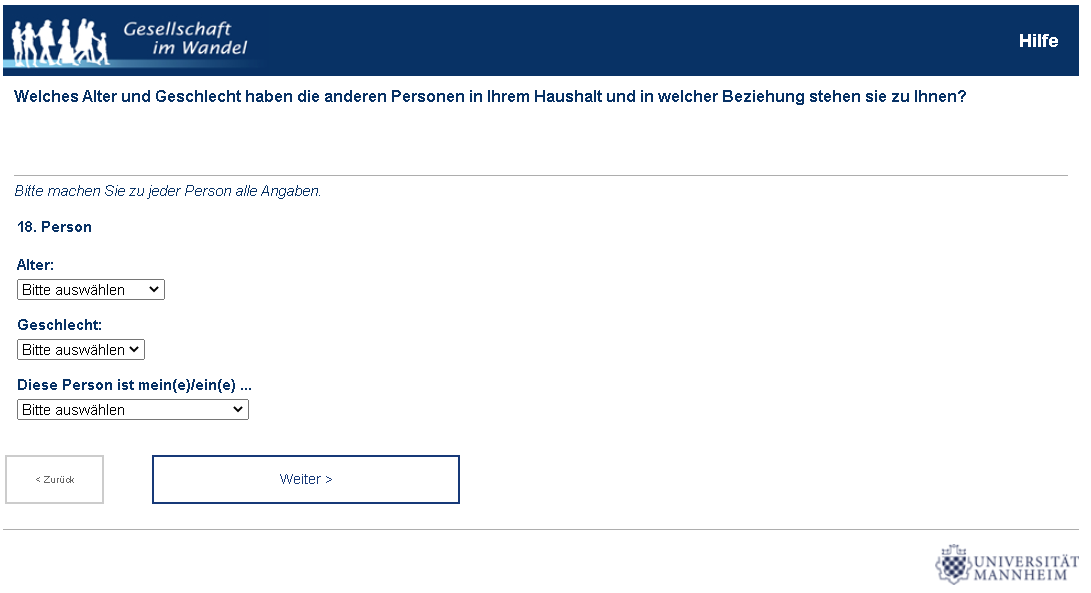 Gesellschaft
im Wandel
Hilfe
Welches Alter und Geschlecht haben die anderen Personen in Ihrem Haushalt und in welcher Beziehung stehen sie zu Ihnen?
Bitte machen Sie zu jeder Person alle Angaben.
18. Person
Alter:
Bitte auswählen
Geschlecht:
Bitte auswählen
Diese Person ist mein(e)/ein(e) ...
Bitte auswählen
< Zurück
Weiter >
UNIVERSITÄT
MANNHEIM